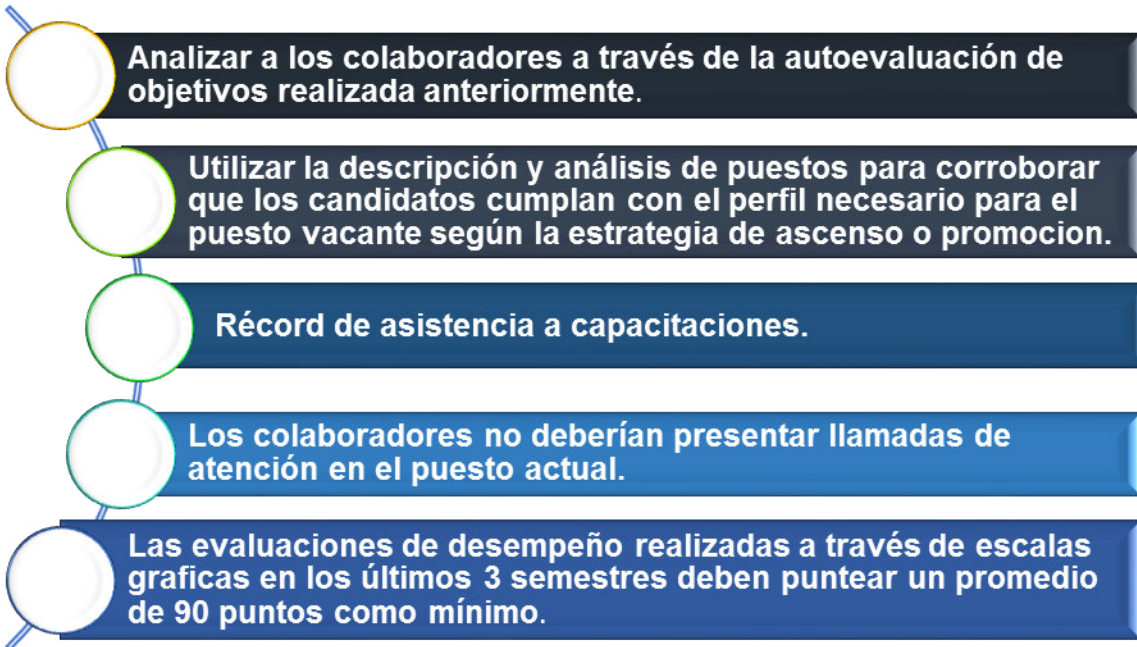 Analizar a los colaboradores a través de la autoevaluación de
objetivos realizada anteriormente.
Utilizar la descripción y análisis de puestos para corroborar
que los candidatos cumplan con el perfil necesario para el
puesto vacante según la estrategia de ascenso o promocion.
Récord de asistencia a capacitaciones.
Los colaboradores no deberían presentar llamadas de
atención en el puesto actual.
Las evaluaciones de desempeño realizadas a través de escalas
graficas en los últimos 3 semestres deben puntear un promedio
de 90 puntos como mínimo.